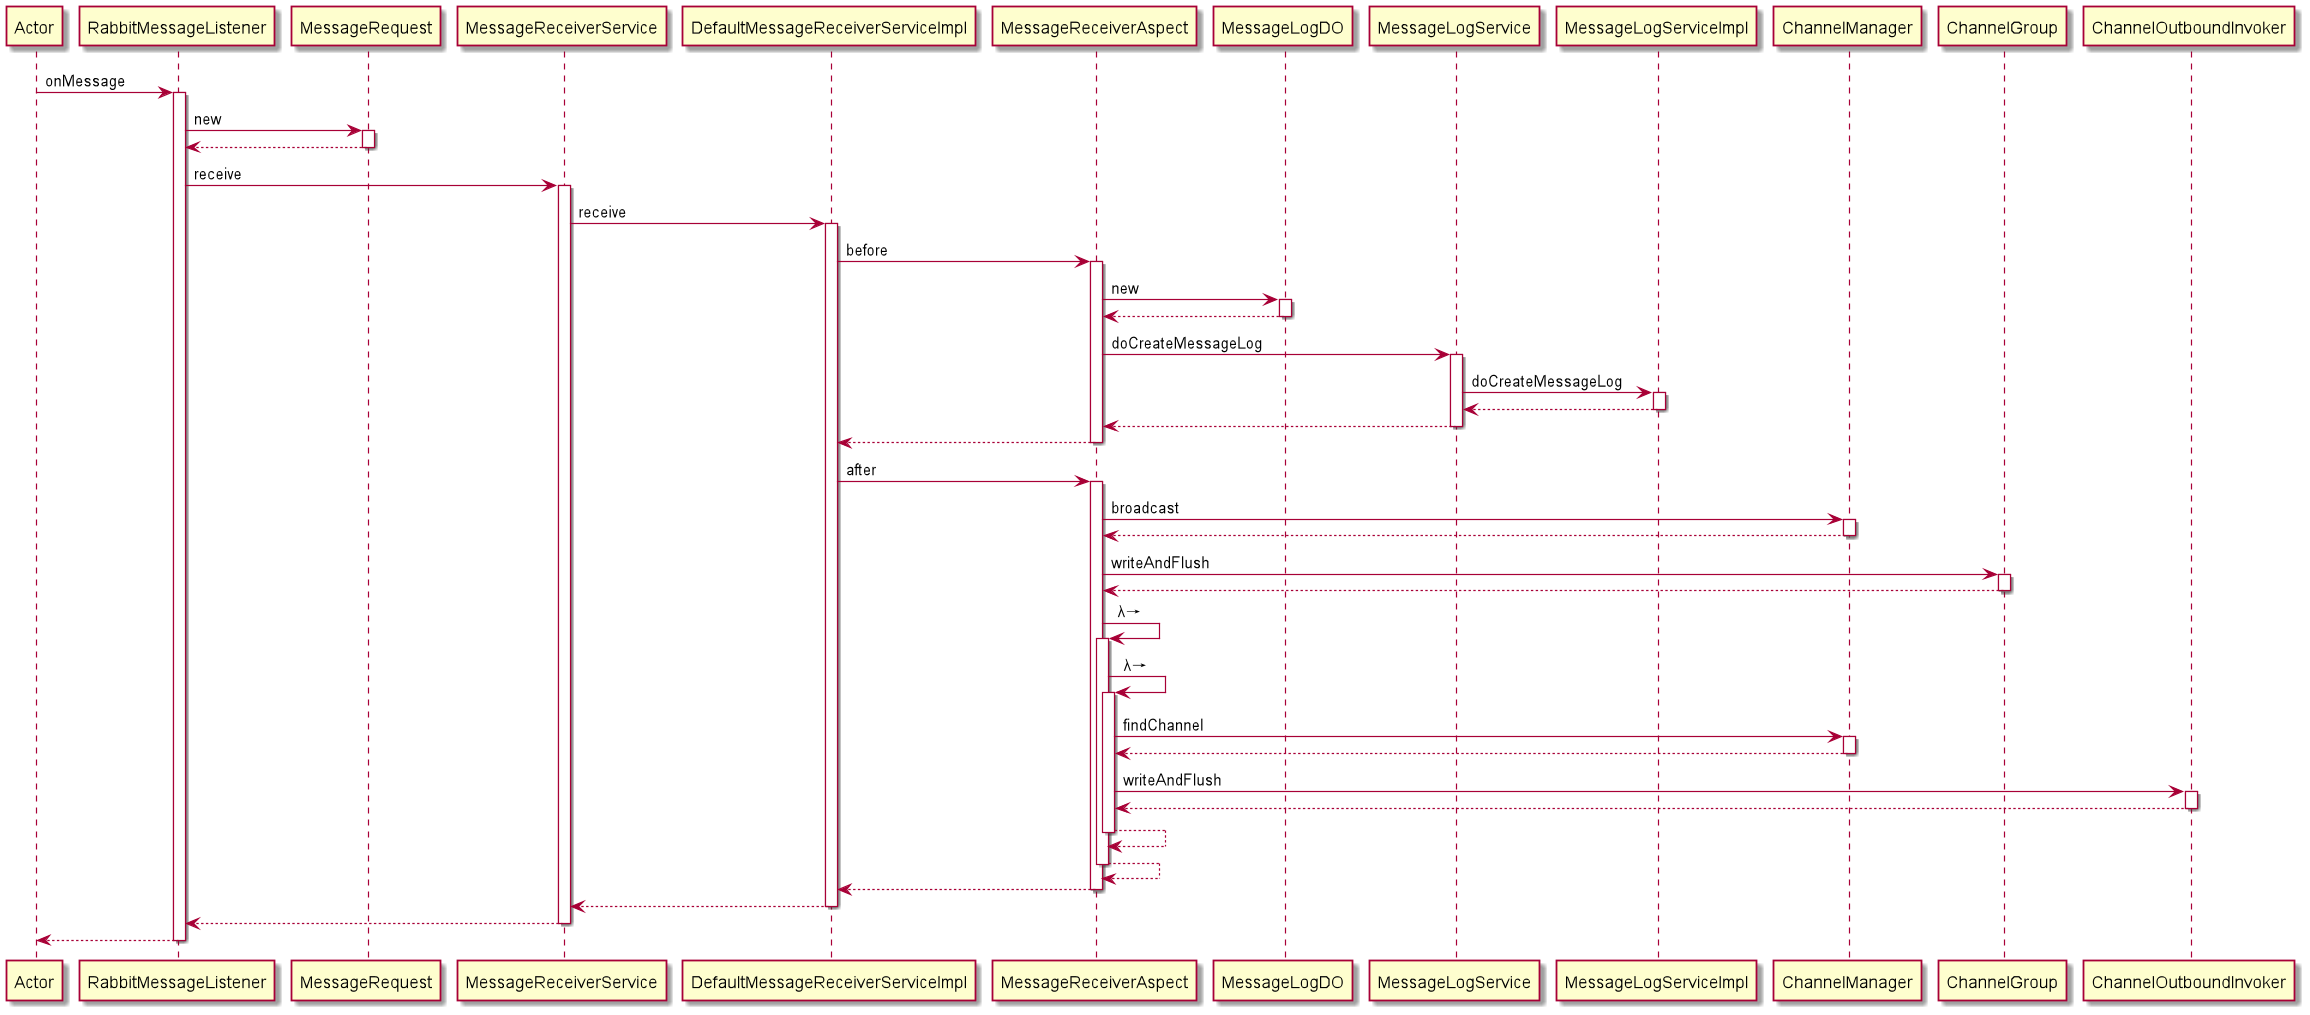 Actor RabbitMessageListener MessageRequest MessageReceiverService DefaultMessageReceiverServiceImpl MessageReceiverAspect MessageLogDO MessageLogService MessageLogServiceImpl ChannelManager ChannelGroup ChannelOutboundInvoker
onMessage
new
receive
receive
before
new
doCreateMessageLog
doCreateMessageLog
after
broadcast
writeAndFlush
λ→
λ→
findChannel
writeAndFlush
Actor RabbitMessageListener MessageRequest MessageReceiverService DefaultMessageReceiverServiceImpl MessageReceiverAspect MessageLogDO MessageLogService MessageLogServiceImpl ChannelManager ChannelGroup ChannelOutboundInvoker